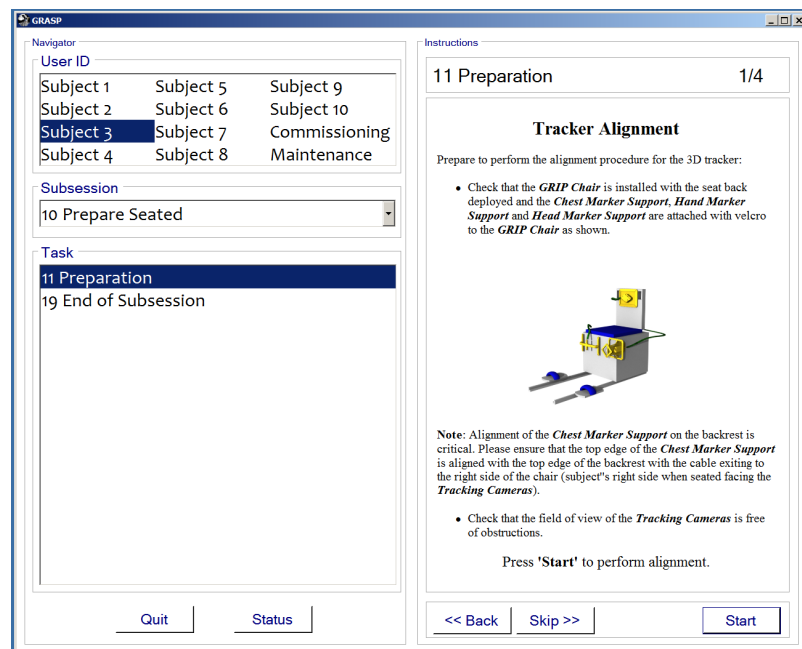 GRASP
Navigator
User ID
Subject 1 Subject 5 Subject 9
Subject 2 Subject 6 Subject 10
Subject 3 Subject 7 Commissioning
Subject 4 Subject 8 Maintenance
Subsession
10 Prepare Seated
Task
11 Preparation
19 End of Subsession
Quit Status
Instructions
11 Preparation 1/4
Tracker Alignment
Prepare to perform the alignment procedure for the 3D tracker:
• Check that the GRIP Chair is installed with the seat back
deployed and the Chest Marker Support, Hand Marker
Support and Head Marker Support are attached with velcro
to the GRIP Chair as shown.
Note: Alignment of the Chest Marker Support on the backrest is
critical. Please ensure that the top edge of the Chest Marker Support
is aligned with the top edge of the backrest with the cable exiting to
the right side of the chair (subject"s right side when seated facing the
Tracking Cameras).
• Check that the field of view of the Tracking Cameras is free
of obstructions.
Press 'Start' to perform alignment.
<< Back Skip >> Start